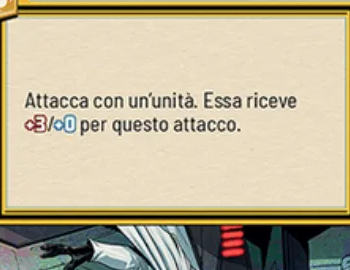 Attacca con un'unità. Essa riceve
+3/+0 per questo attacco.